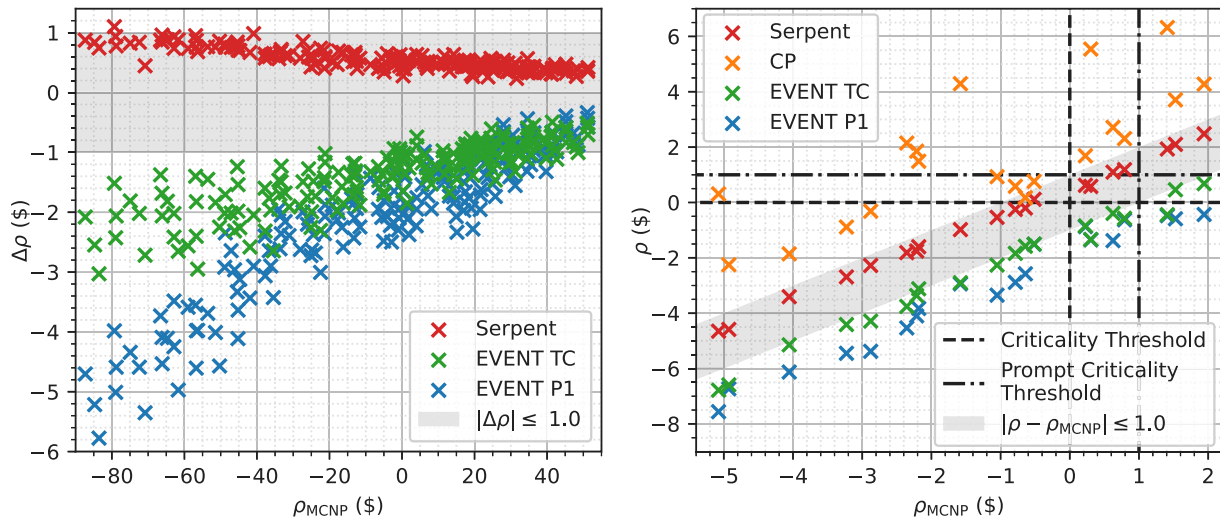 1
0
−1
−2
−3
−4
−5
−6
Δρ ($)
−80
−60
−40
−20
0
20
40
ρMCNP ($)
Serpent
EVENT TC
EVENT P1
|Δρ| ≤ 1.0
6
4
2
0
−2
−4
−6
−8
ρ ($)
−5
−4
−3
−2
−1
0
1
2
ρMCNP ($)
Serpent
CP
EVENT TC
EVENT P1
Criticality Threshold
Prompt Criticality
Threshold
|ρ − ρMCNP| ≤ 1.0